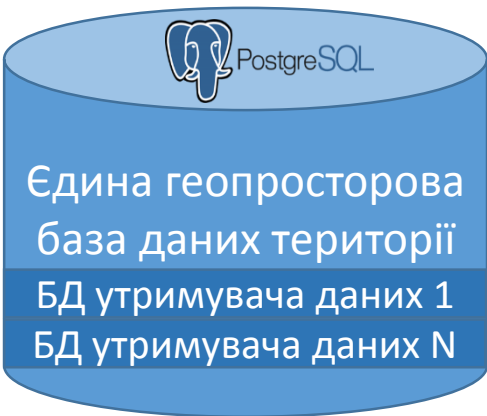 PostgreSQL
Єдина геопросторова
база даних території
БД утримувача даних 1
БД утримувача даних N